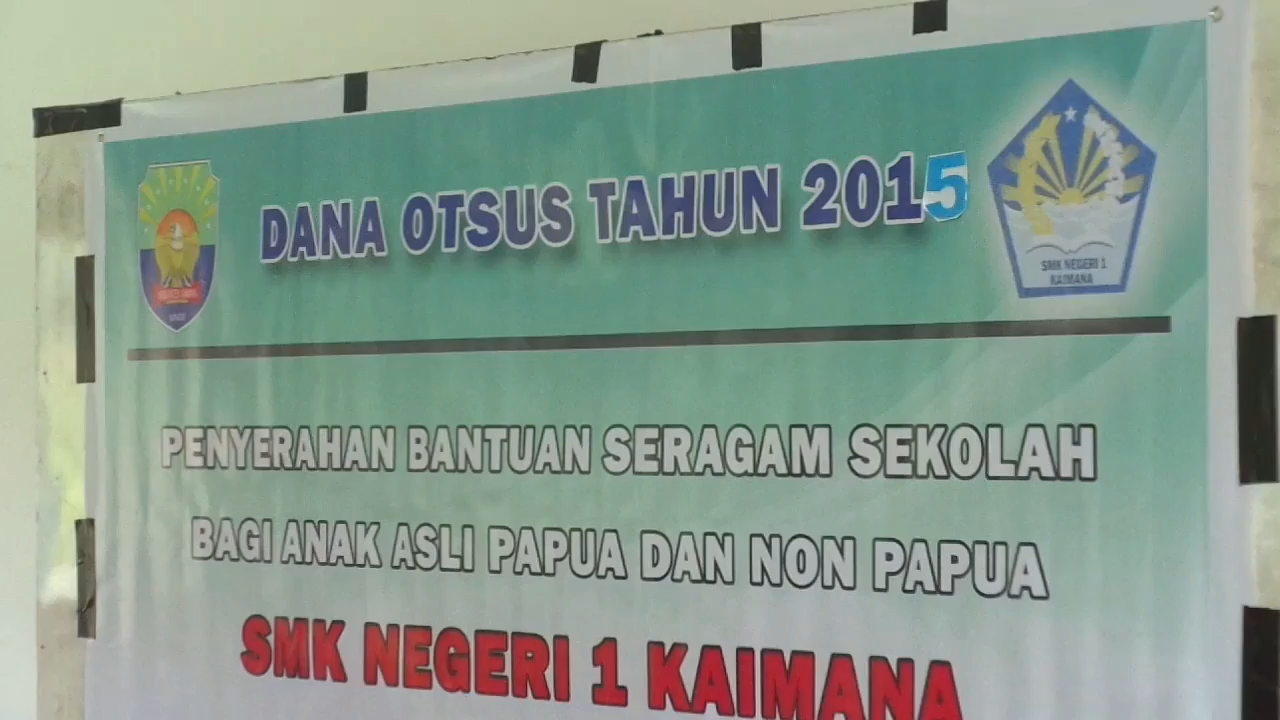 DANA OTSUS TAHUN 2015
SMK NEGERI 1
KAIMANA
PENYERAHAN BANTUAN SERAGAM SEKOLAH
BAGI ANAK ASLI PAPUA DAN NON PAPUA
SMK NEGERI 1 KAIMANA